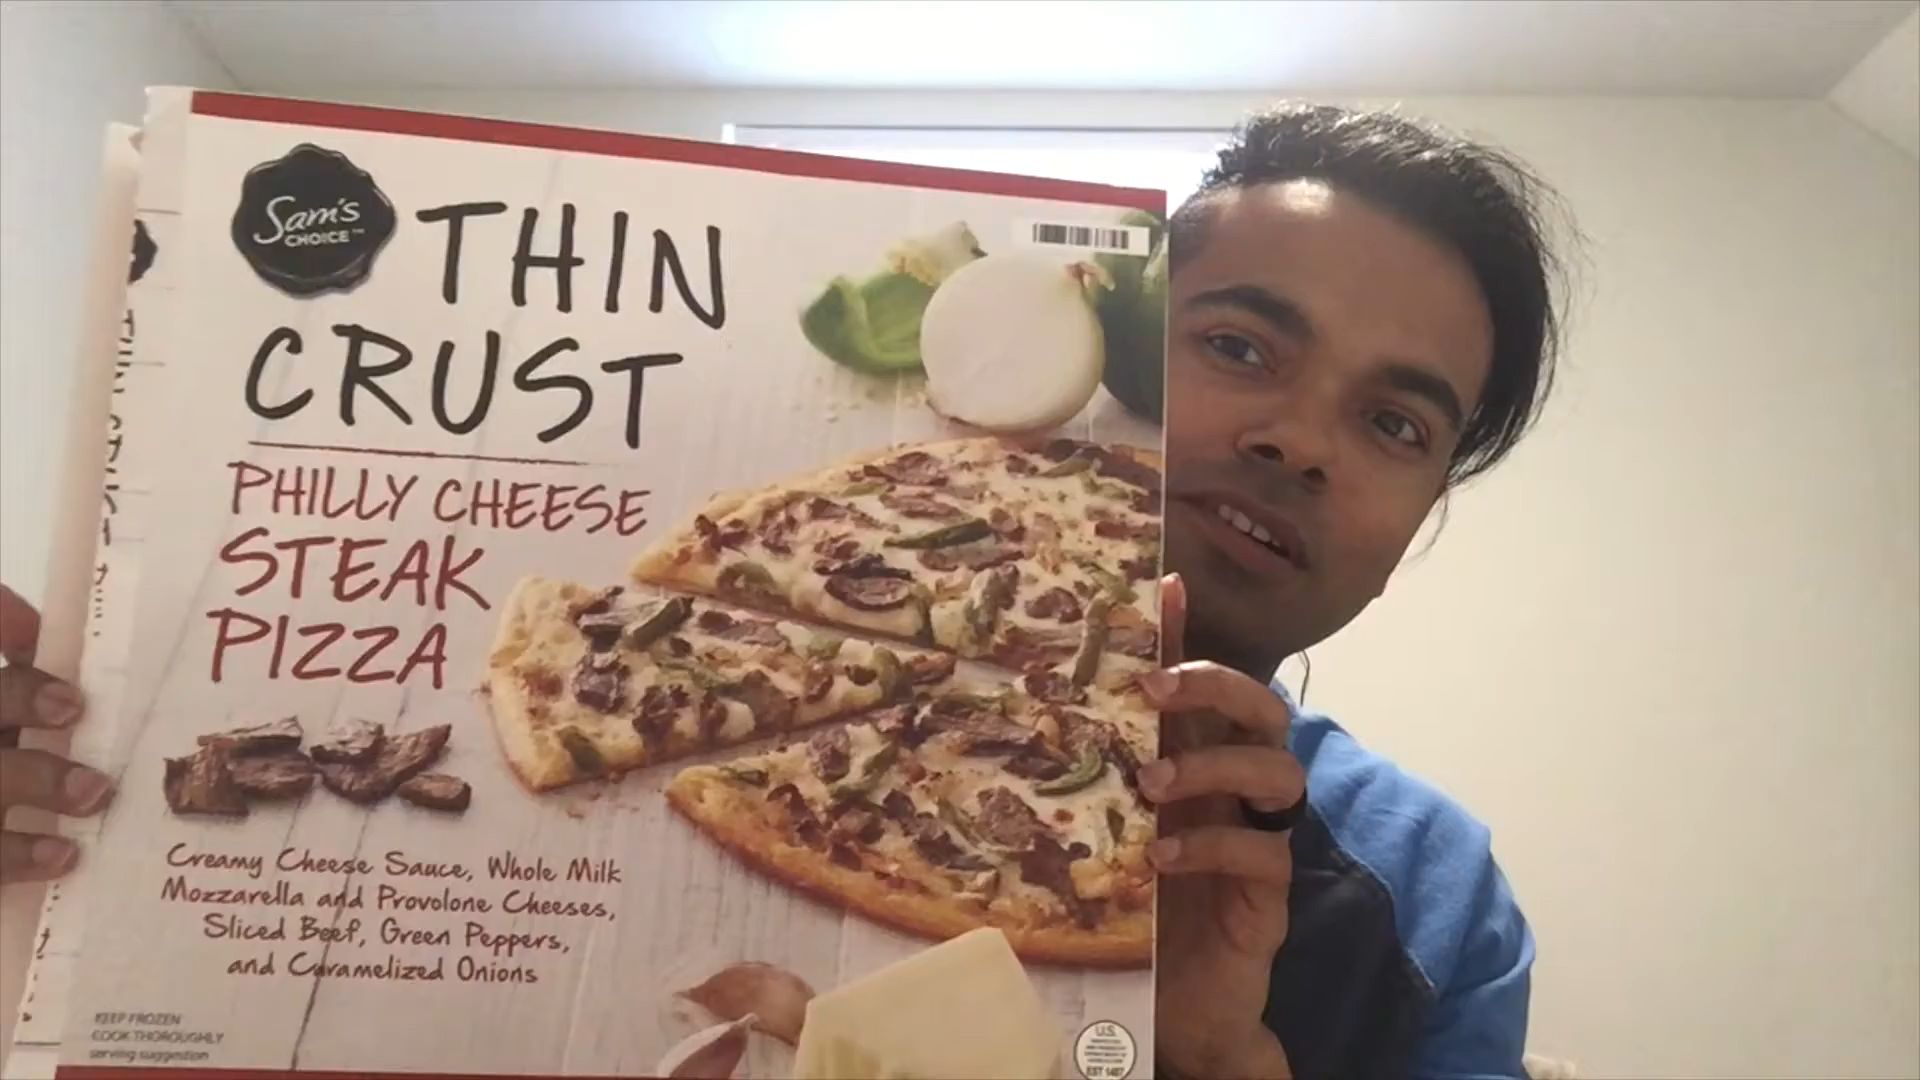 Sam's
CHOICE™
THIN
CRUST
PHILLY CHEESE
STEAK
PIZZA
Creamy Cheese Sauce, Whole Milk
Mozzarella and Provolone Cheeses,
Sliced Beef, Green Peppers,
and Caramelized Onions
KEEP FROZEN
COOK THOROUGHLY
serving suggestion
U.S.